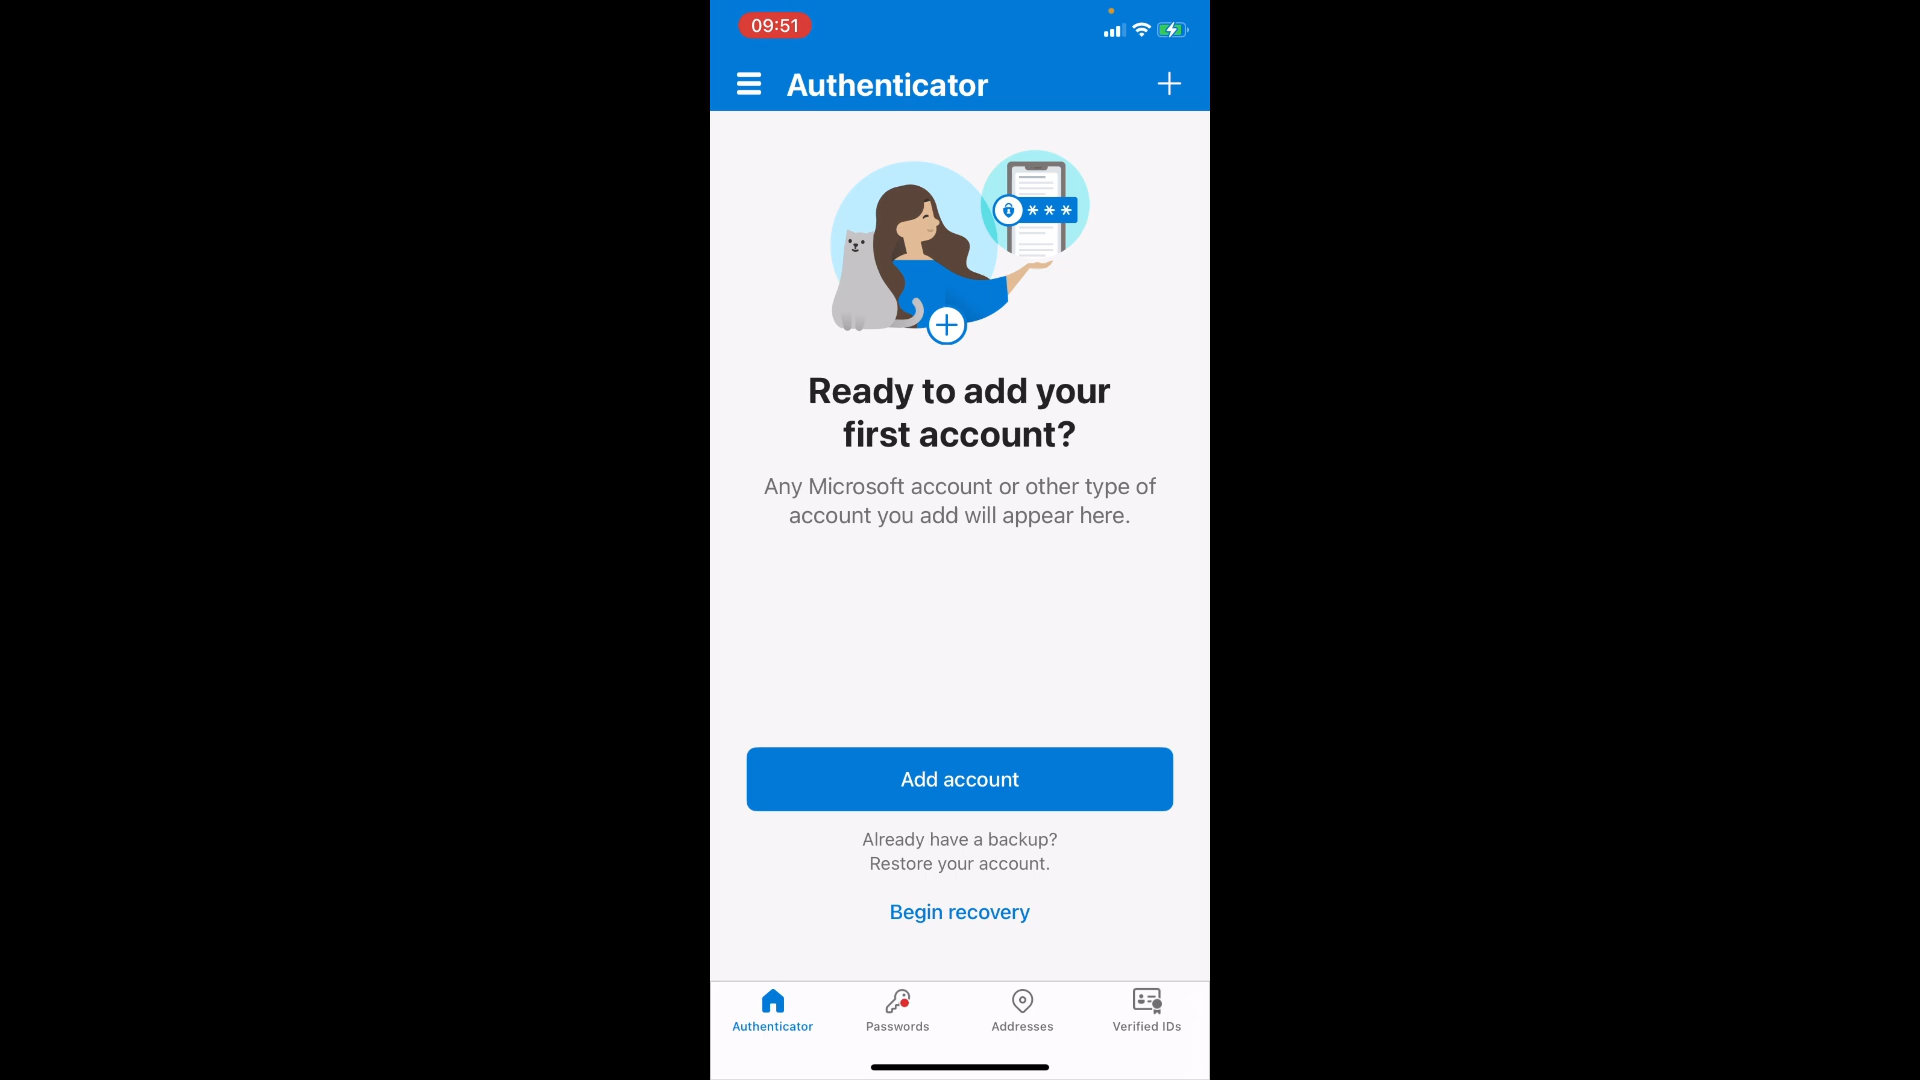 09:51
Authenticator
* * *
Ready to add your
first account?
Any Microsoft account or other type of
account you add will appear here.
Add account
Already have a backup?
Restore your account.
Begin recovery
Authenticator
Passwords
Addresses
Verified IDs